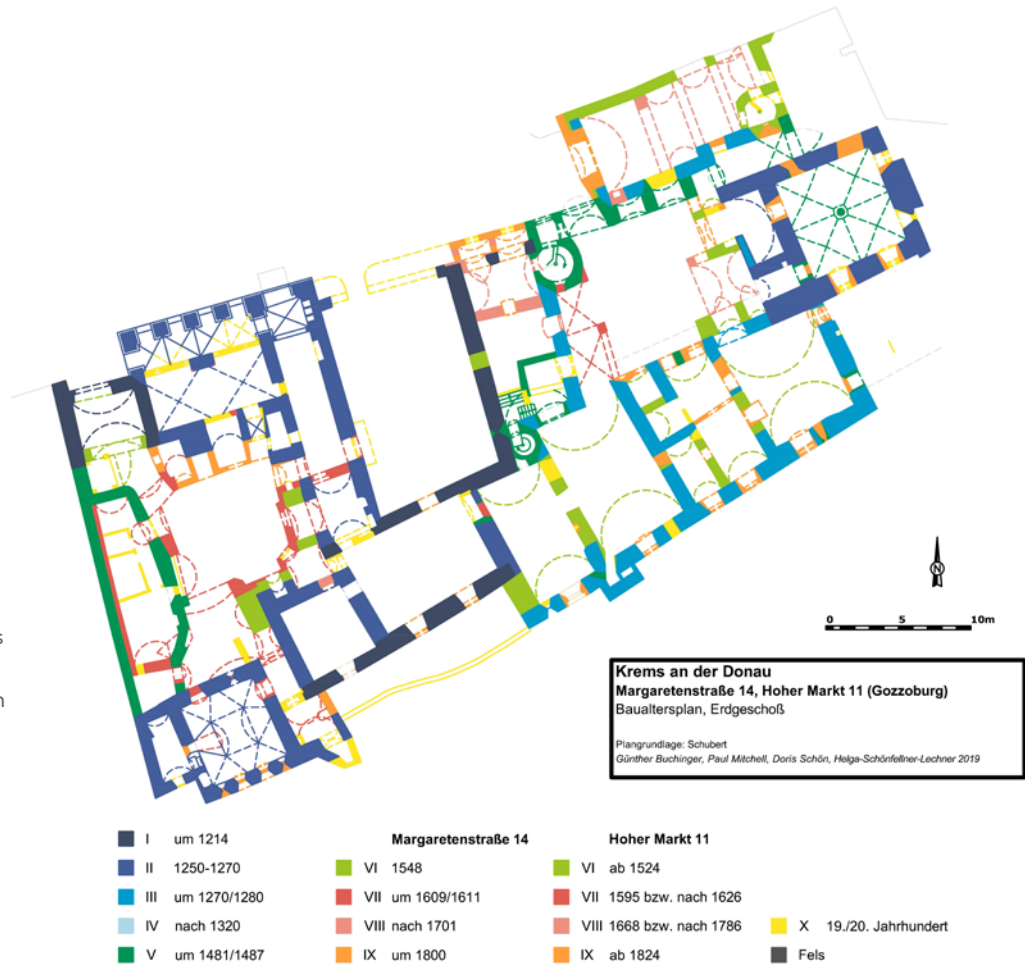 s
n
N
0 5 10m
Krems an der Donau
Margaretenstraße 14, Hoher Markt 11 (Gozzoburg)
Baualtersplan, Erdgeschoß
Plangrundlage: Schubert
Günther Buchinger, Paul Mitchell, Doris Schön, Helga-Schönfellner-Lechner 2019
I um 1214
II 1250-1270
III um 1270/1280
IV nach 1320
V um 1481/1487
Margaretenstraße 14
VI 1548
VII um 1609/1611
VIII nach 1701
IX um 1800
Hoher Markt 11
VI ab 1524
VII 1595 bzw. nach 1626
VIII 1668 bzw. nach 1786
IX ab 1824
X 19./20. Jahrhundert
Fels